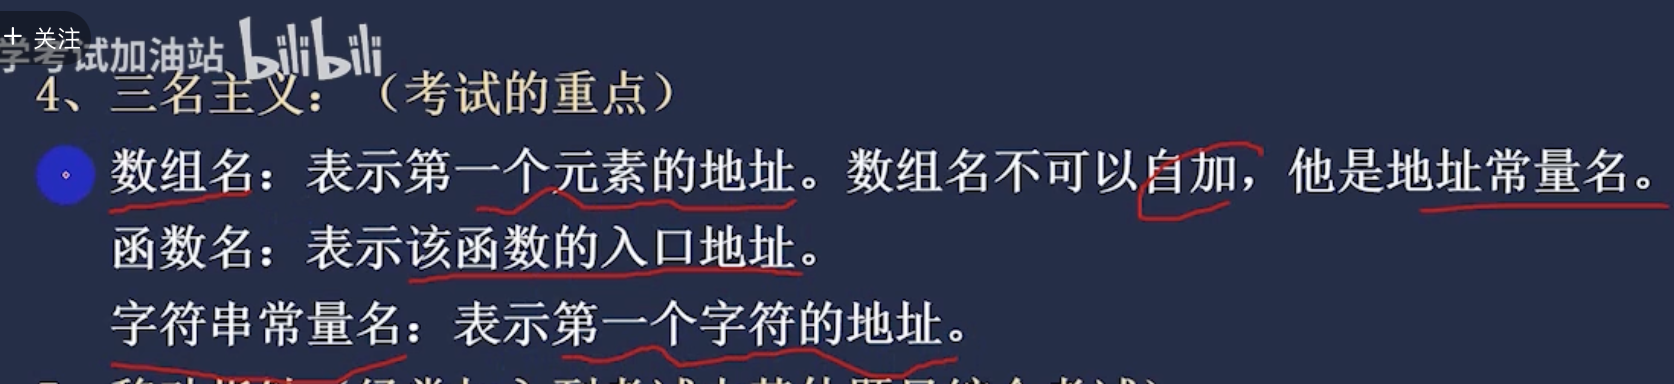 + 关注
学考试加油站 bilibili
4、三名主义：（考试的重点）
数组名：表示第一个元素的地址。数组名不可以自加，他是地址常量名。
函数名：表示该函数的入口地址。
字符串常量名：表示第一个字符的地址。